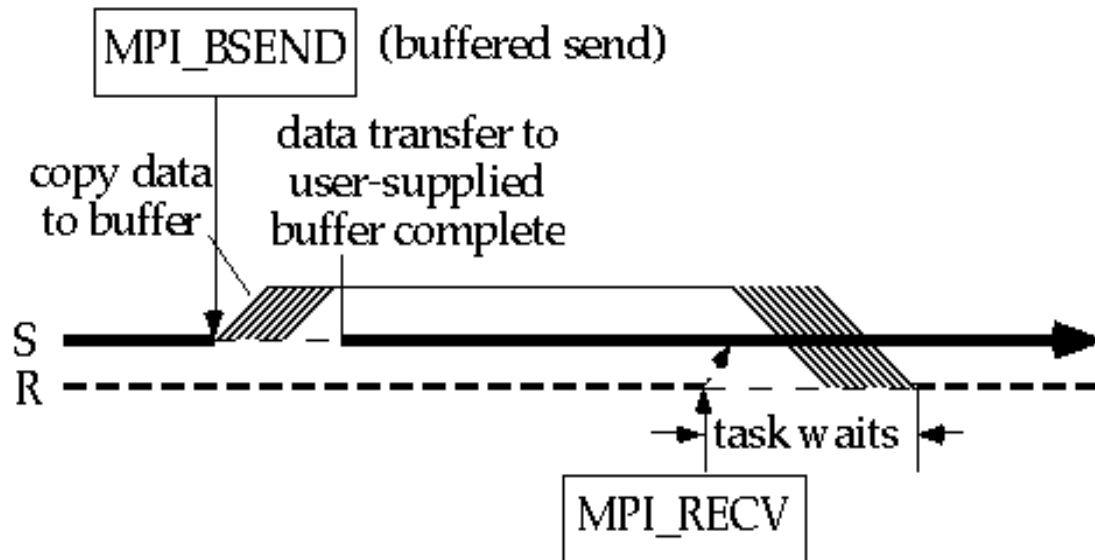 MPI_BSEND (buffered send)
data transfer to
user-supplied
buffer complete
copy data
to buffer
S
R
task waits
MPI_RECV